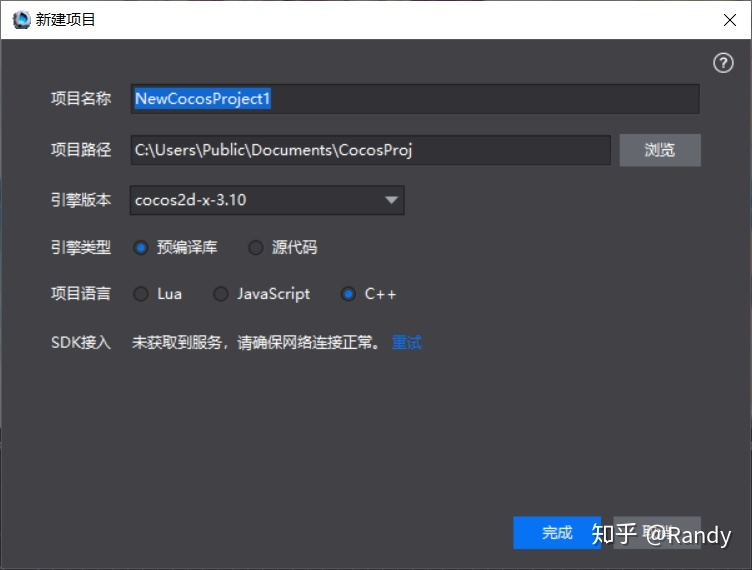 新建项目
?
项目名称 NewCocosProject1
项目路径 C:\Users\Public\Documents\CocosProj 浏览
引擎版本 cocos2d-x-3.10
引擎类型 预编译库 源代码
项目语言 Lua JavaScript C++
SDK接入 未获取到服务，请确保网络连接正常。 重试
完成 取消
知乎 @Randy